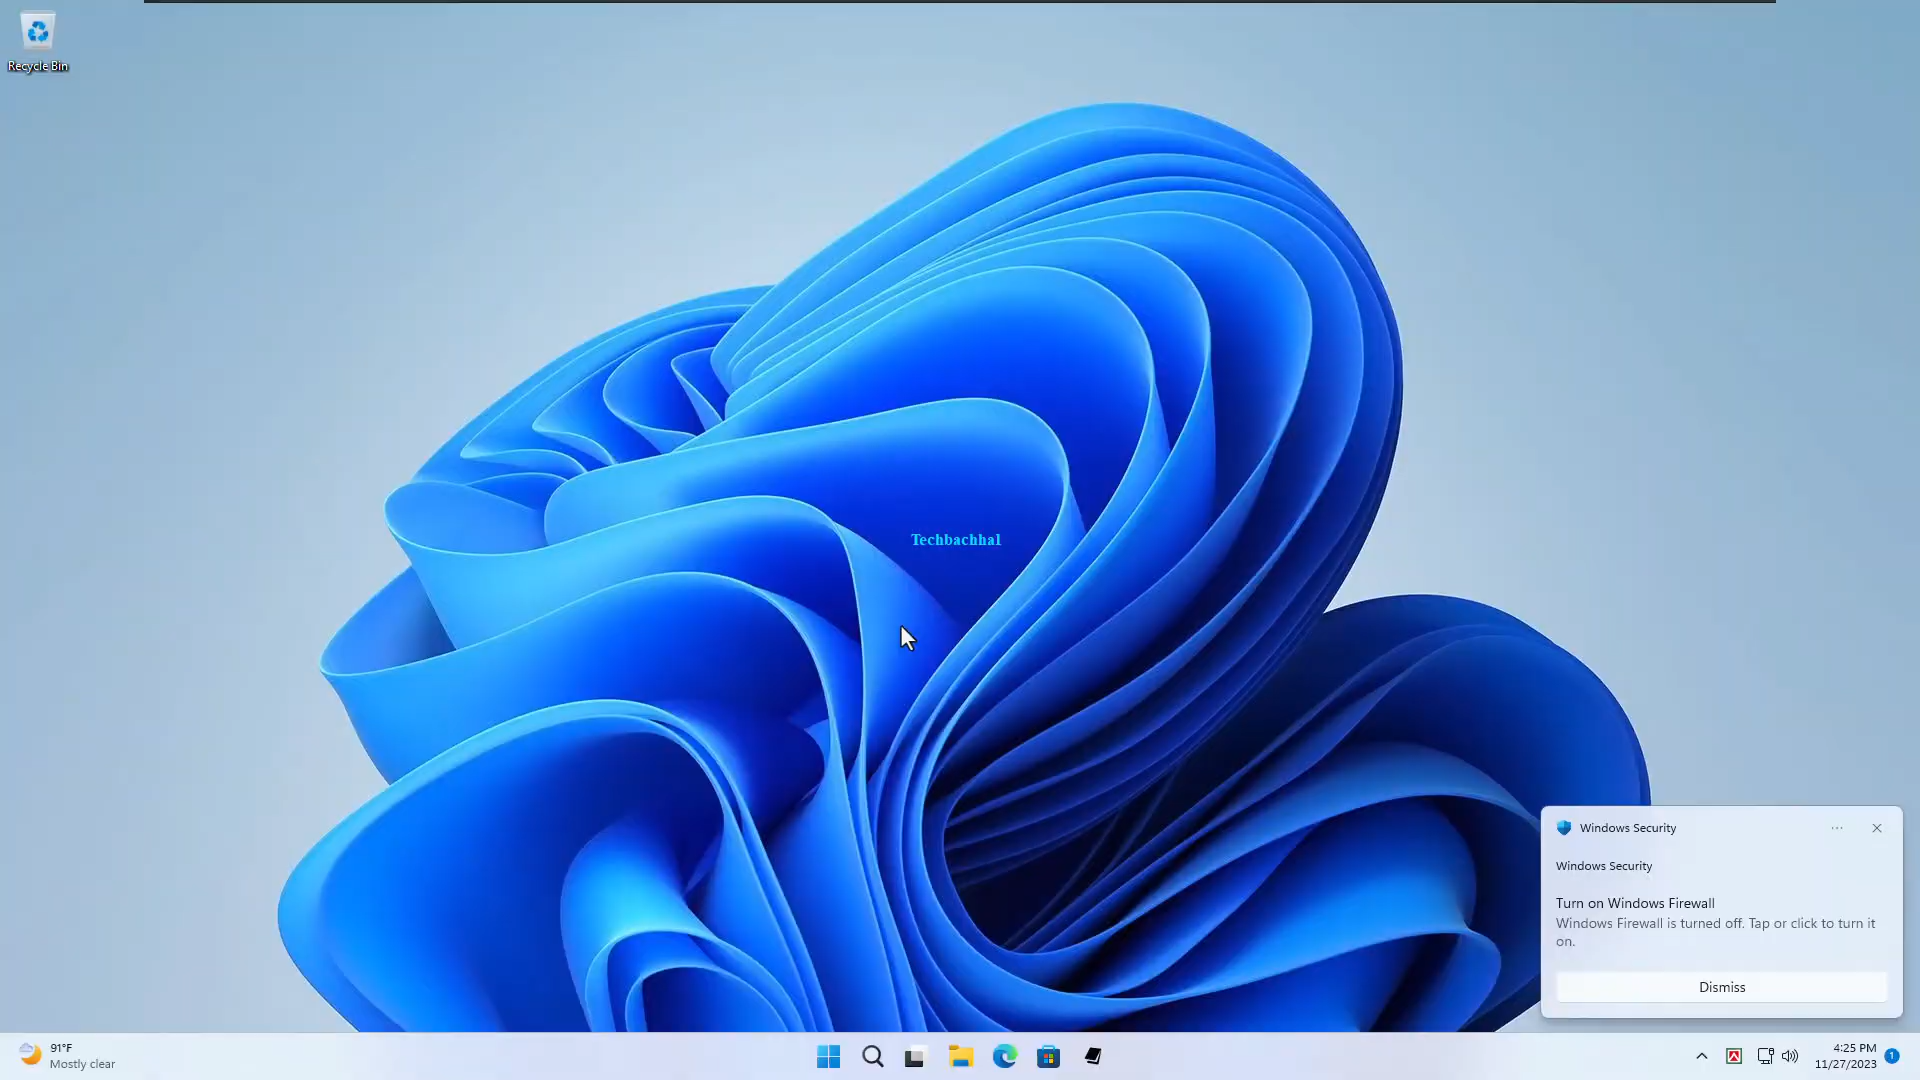 Recycle Bin
Techbachhal
Windows Security
Windows Security
Turn on Windows Firewall
Windows Firewall is turned off. Tap or click to turn it
on.
Dismiss
91°F
Mostly clear
4:25 PM
11/27/2023
1